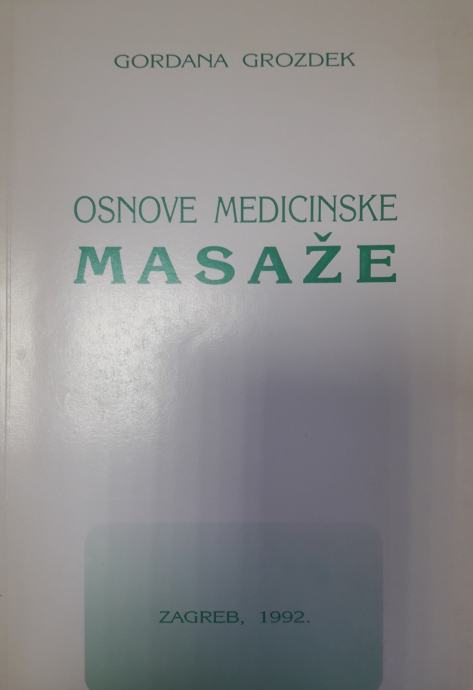 GORDANA GROZDEK
OSNOVE MEDICINSKE
MASAŽE
ZAGREB, 1992.